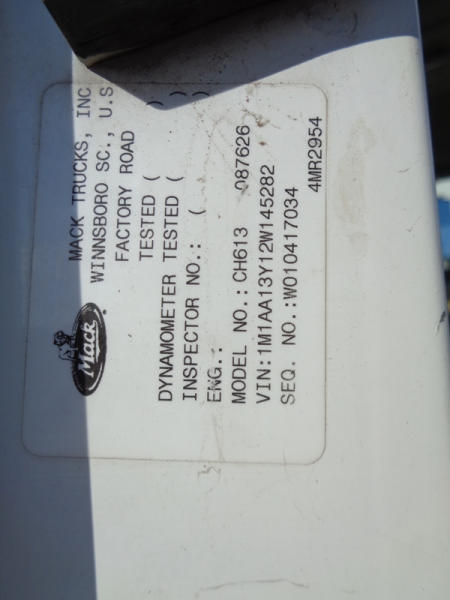 MACK TRUCKS, INC
WINNSBORO SC., U.S
FACTORY ROAD
TESTED ( )
DYNAMOMETER TESTED ( )
INSPECTOR NO.: ( )
ENG.:
MODEL NO.: CH613 087626
VIN:1M1AA13Y12W145282
SEQ. NO.:W010417034
4MR2954
Mack